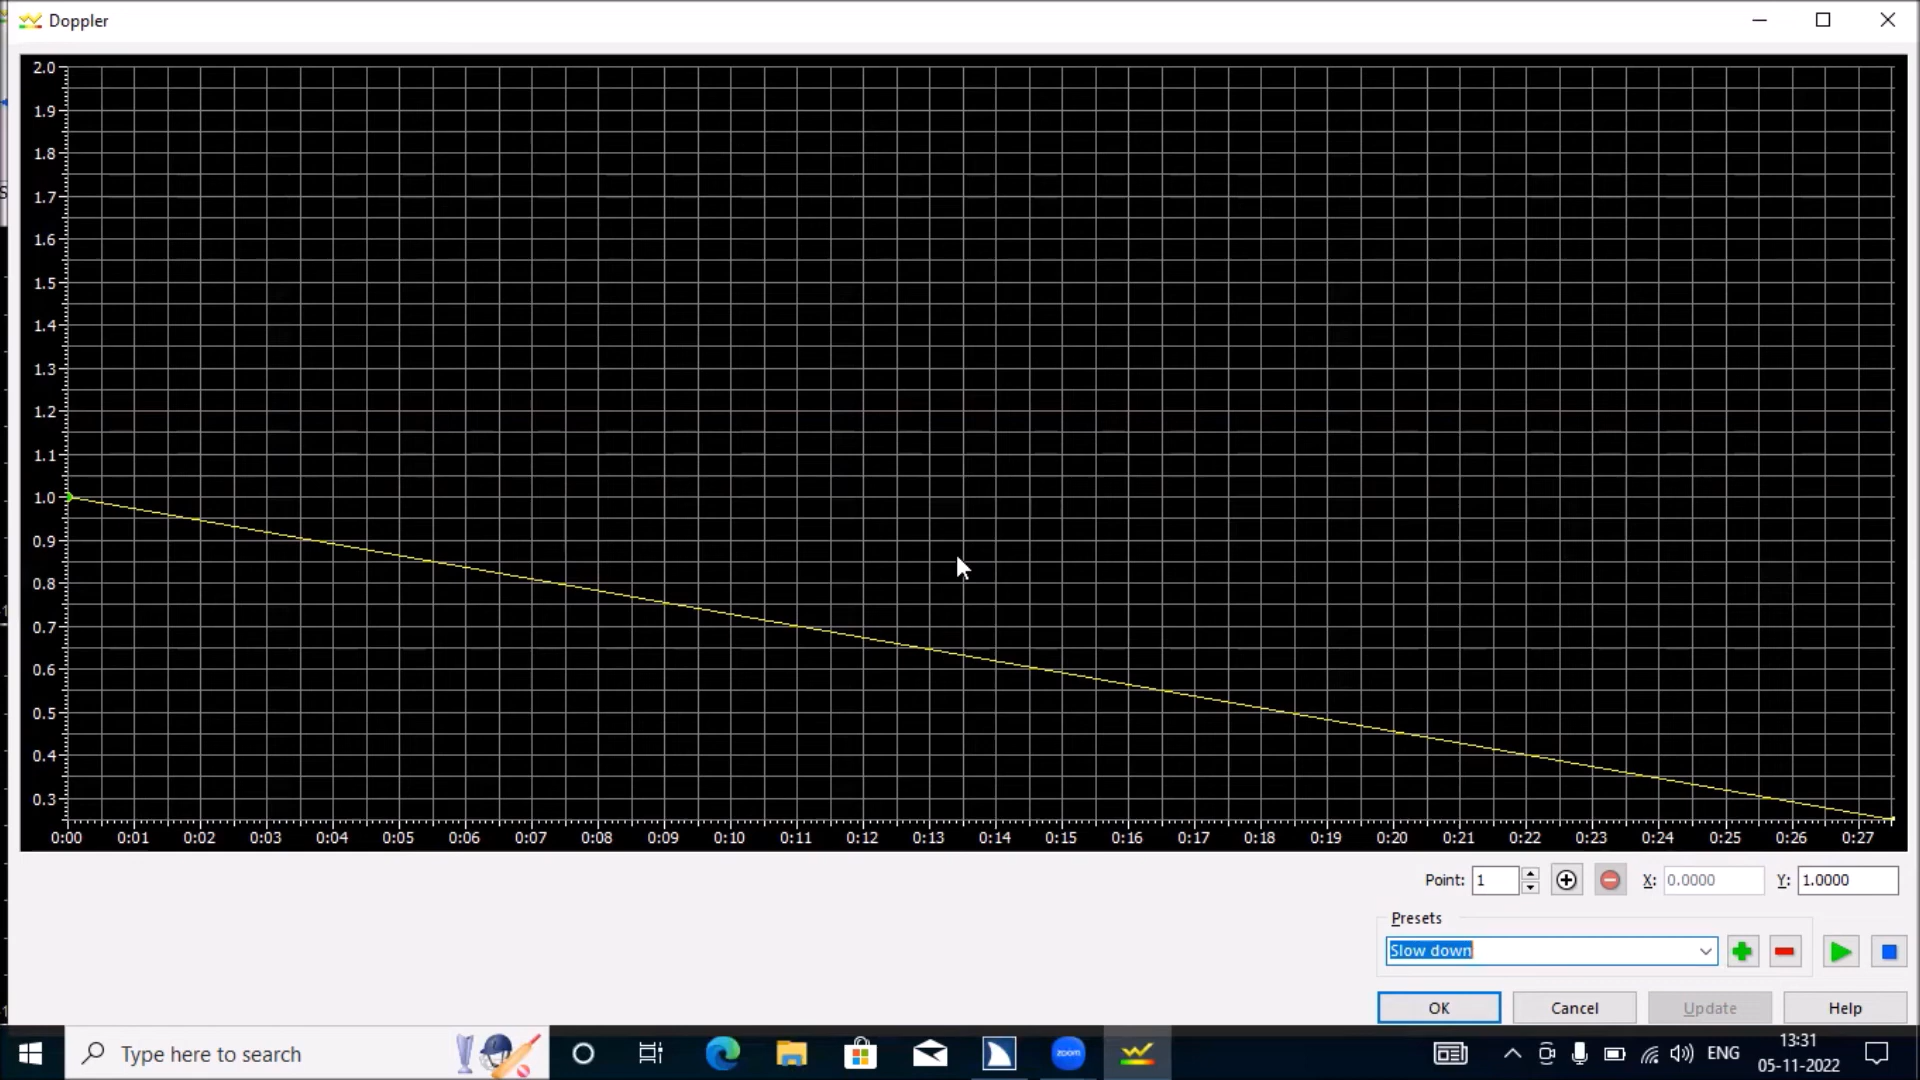 Doppler
2.0
1.9
1.8
1.7
1.6
1.5
1.4
1.3
1.2
1.1
1.0
0.9
0.8
0.7
0.6
0.5
0.4
0.3
0:00 0:01 0:02 0:03 0:04 0:05 0:06 0:07 0:08 0:09 0:10 0:11 0:12 0:13 0:14 0:15 0:16 0:17 0:18 0:19 0:20 0:21 0:22 0:23 0:24 0:25 0:26 0:27
Point: 1 X: 0.0000 Y: 1.0000
Presets
Slow down
OK Cancel Update Help
Type here to search
zoom
ENG
13:31
05-11-2022